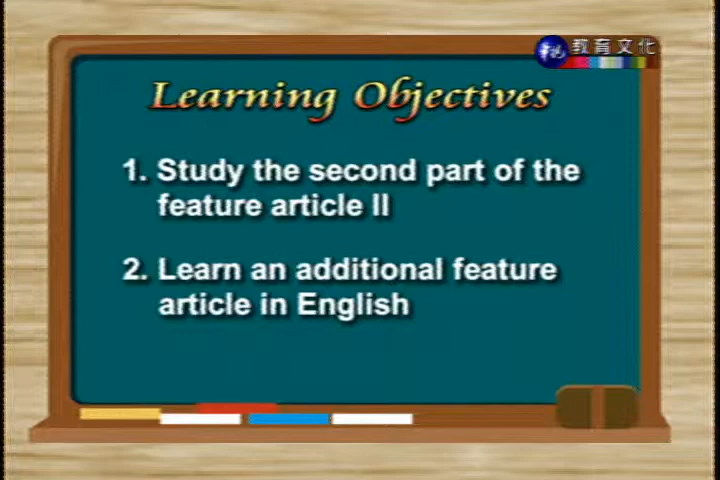 教育文化
Learning Objectives
1. Study the second part of the
feature article II
2. Learn an additional feature
article in English